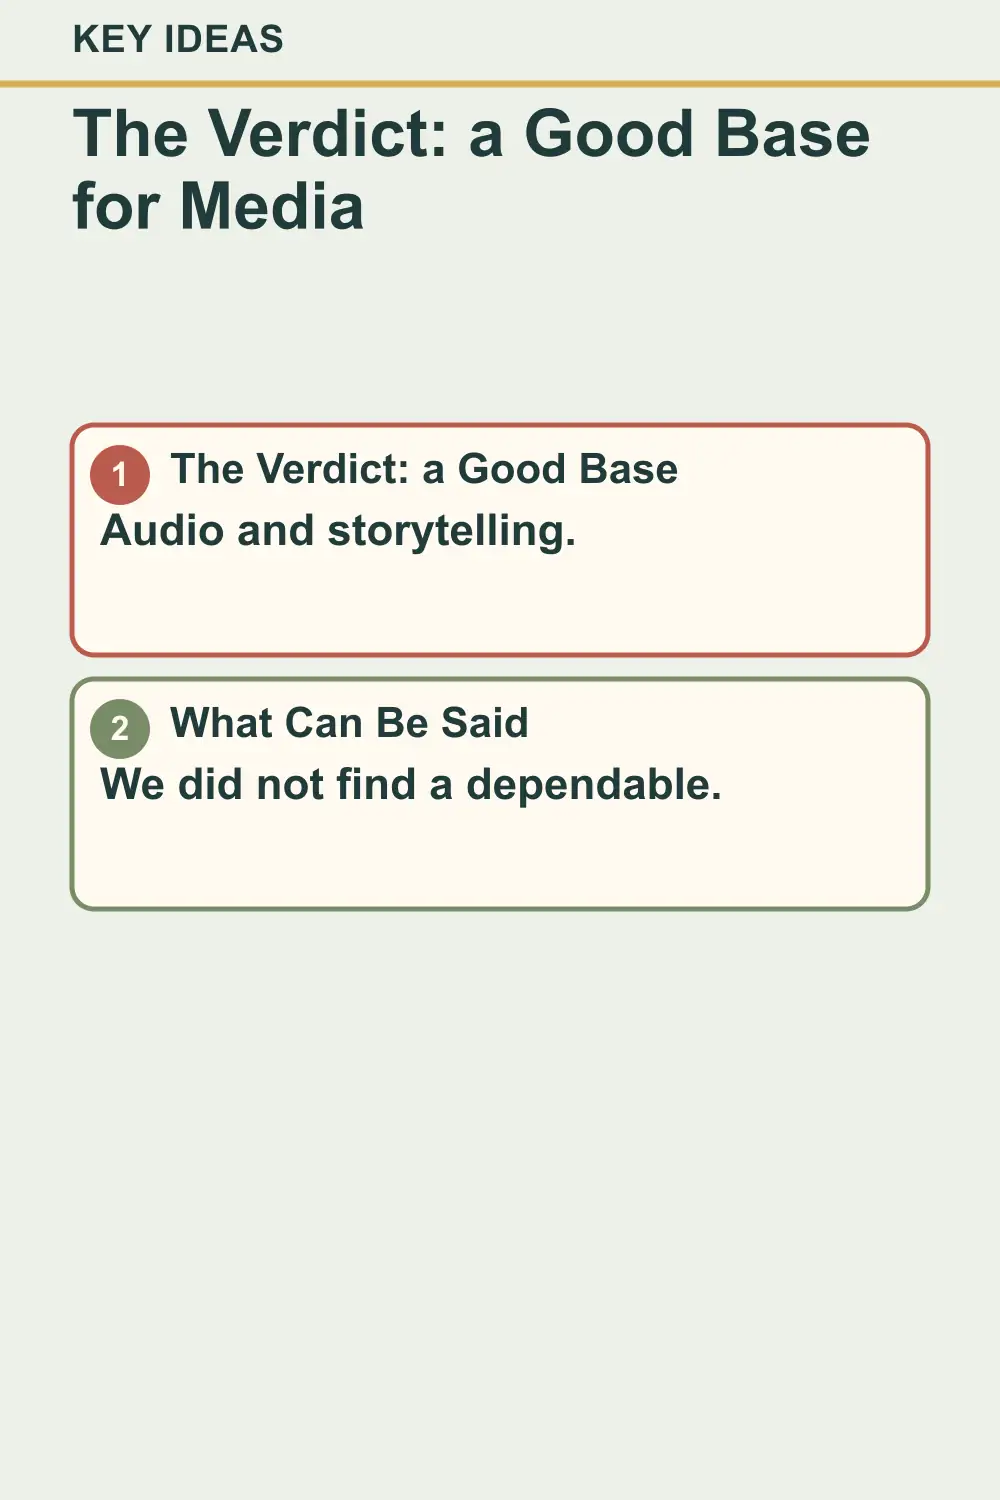 KEY IDEAS
The Verdict: a Good Base
for Media
1 The Verdict: a Good Base
Audio and storytelling.
2 What Can Be Said
We did not find a dependable.